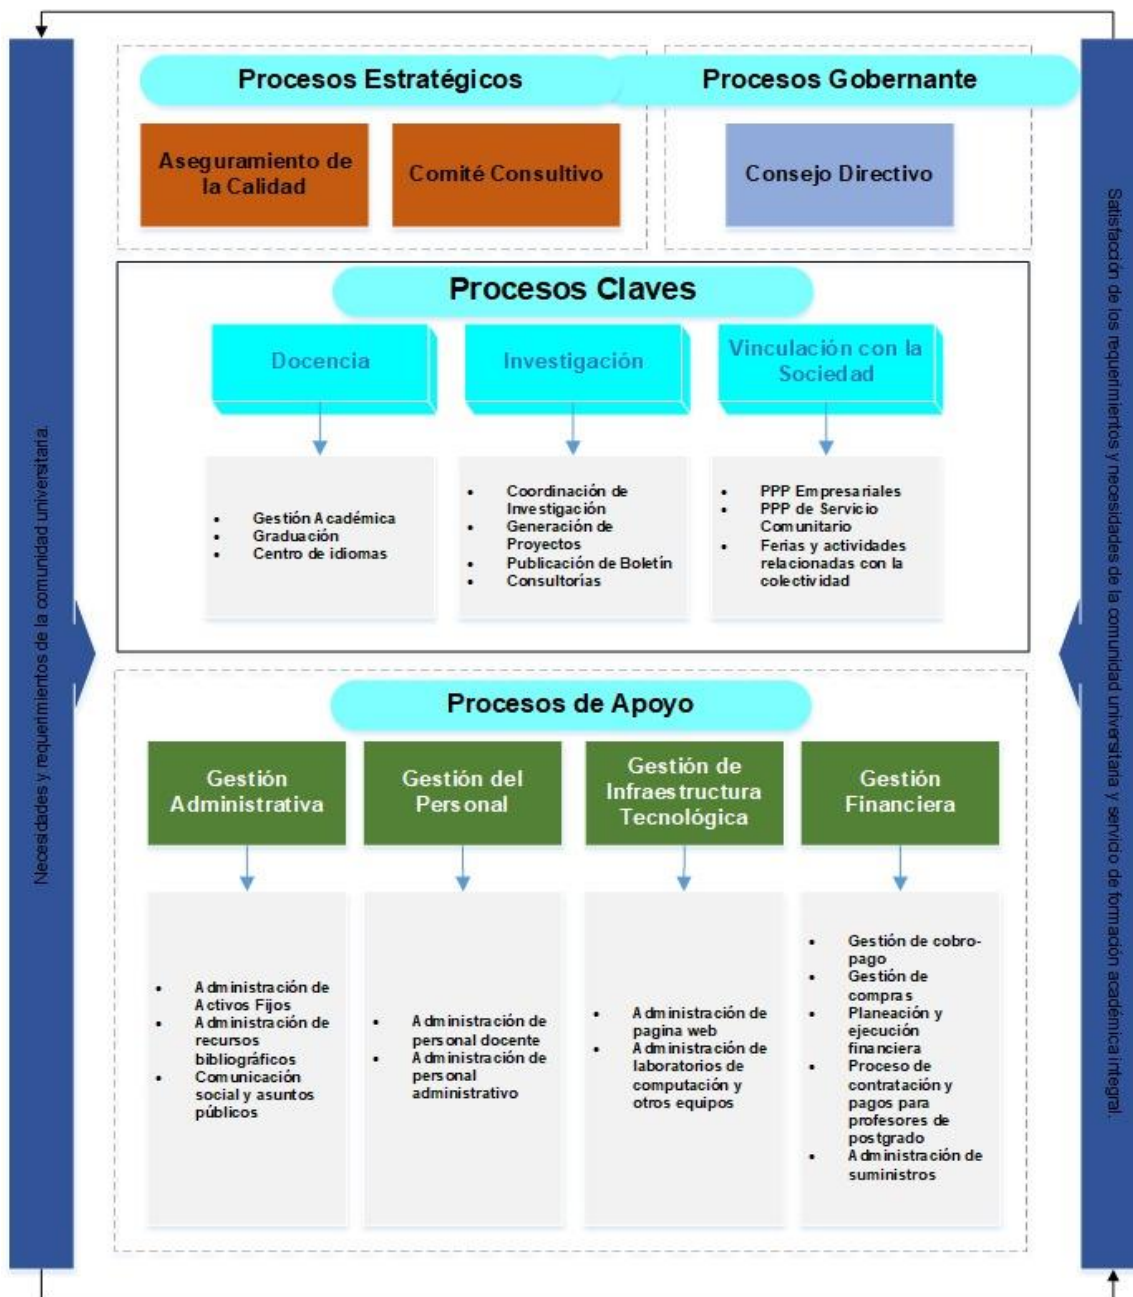 Procesos Estratégicos
Procesos Gobernante
Aseguramiento de
la Calidad
Comité Consultivo
Consejo Directivo
Necesidades y requerimientos de la comunidad universitaria.
Procesos Claves
Docencia
Investigación
Vinculación con la
Sociedad
• Gestión Académica
• Graduación
• Centro de idiomas
• Coordinación de
Investigación
• Generación de
Proyectos
• Publicación de Boletín
• Consultorías
• PPP Empresariales
• PPP de Servicio
Comunitario
• Ferias y actividades
relacionadas con la
colectividad
Procesos de Apoyo
Gestión
Administrativa
Gestión del
Personal
Gestión de
Infraestructura
Tecnológica
Gestión
Financiera
• Administración de
Activos Fijos
• Administración de
recursos
bibliográficos
• Comunicación
social y asuntos
públicos
• Administración de
personal docente
• Administración de
personal
administrativo
• Administración de
pagina web
• Administración de
laboratorios de
computación y
otros equipos
• Gestión de cobro-
pago
• Gestión de
compras
• Planeación y
ejecución
financiera
• Proceso de
contratación y
pagos para
profesores de
postgrado
• Administración de
suministros
Satisfacción de los requerimientos y necesidades de la comunidad universitaria y servicio de formación académica integral.